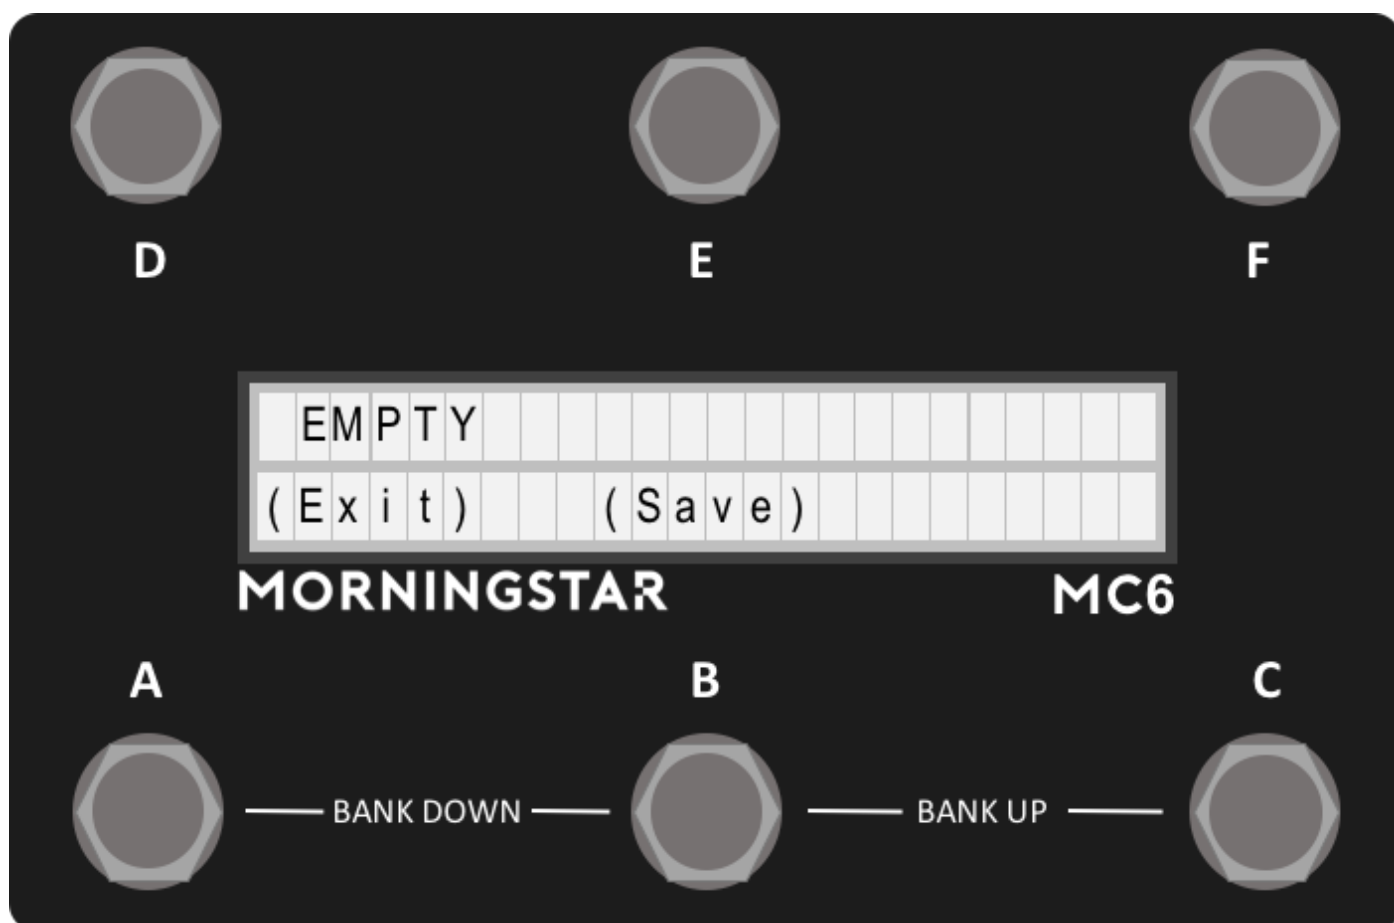 D E F
EMPTY
(Exit) (Save)
MORNINGSTAR MC6
A B C
BANK DOWN BANK UP